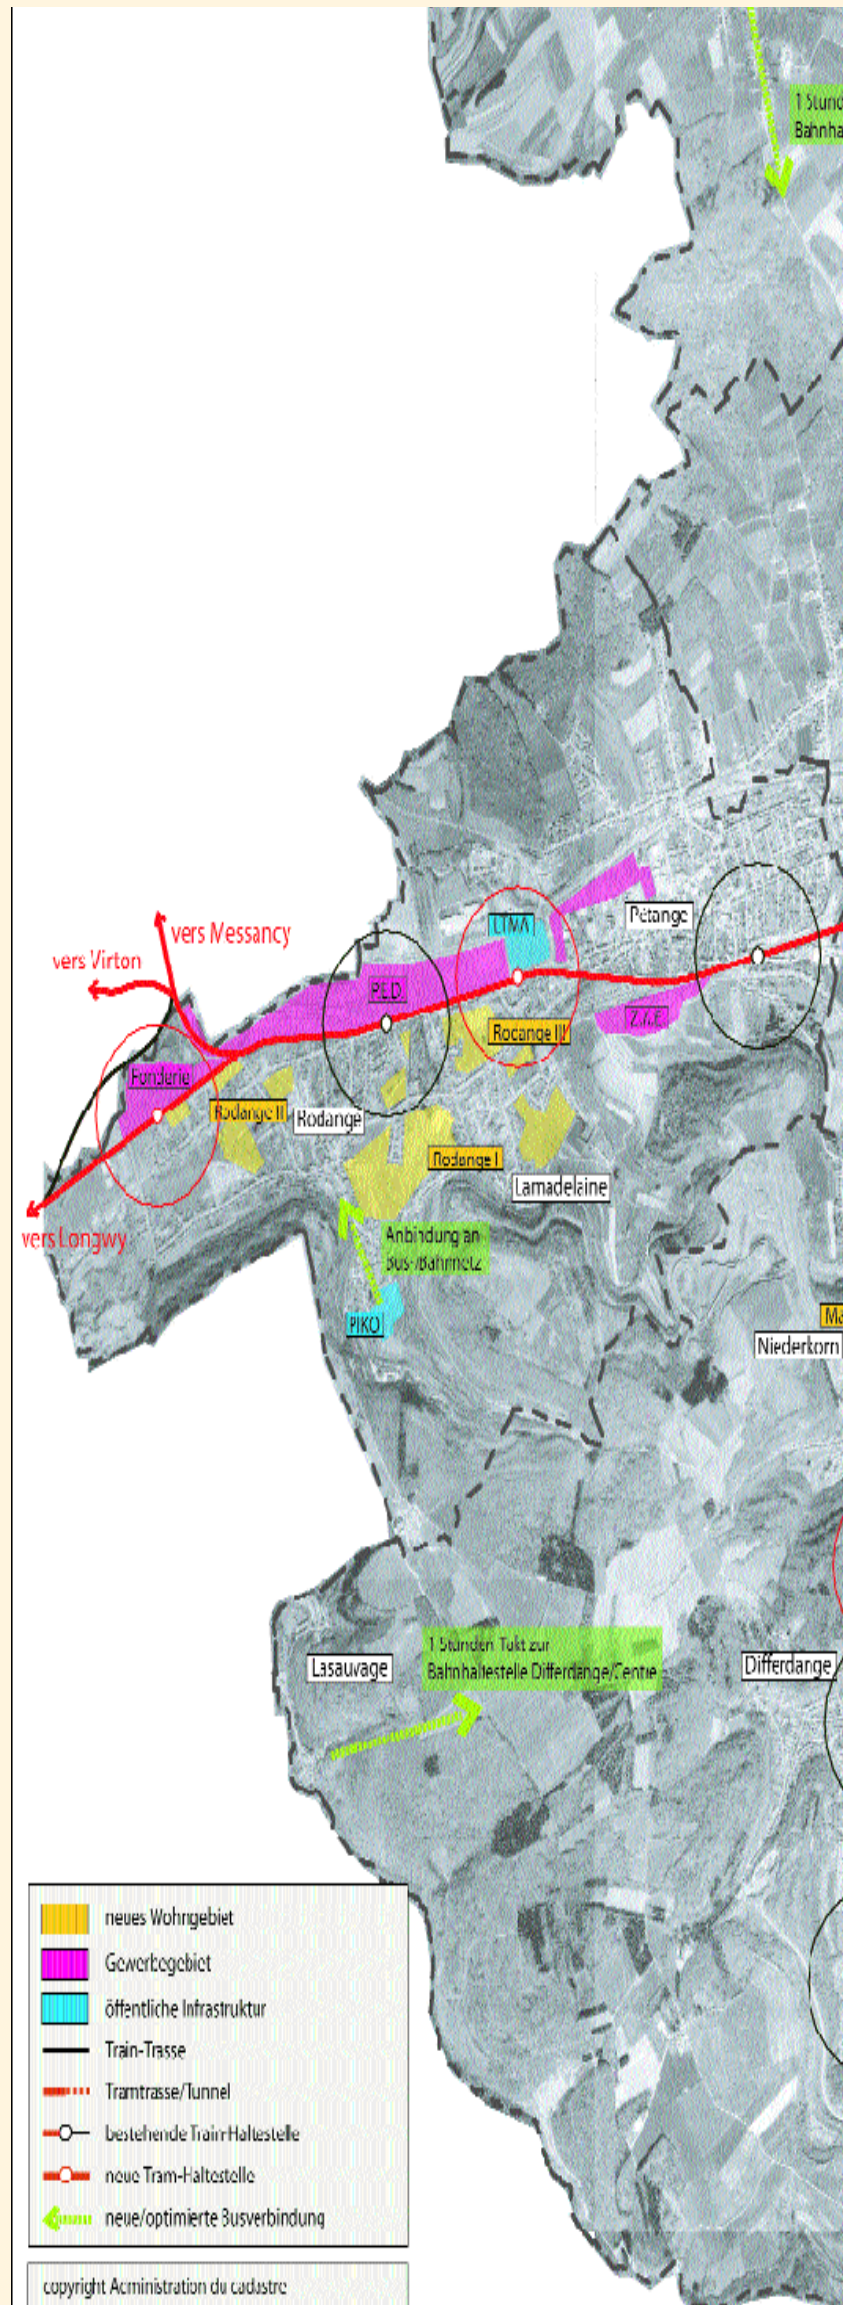 1 Stund
Bahnha
vers Messancy
vers Virton
LTMA
Pétange
P.E.D
Z.A.E
Rodange III
Fonderie
Rodange II
Rodange
Rodange I
Lamadelaine
vers Longwy
Anbindung an
Bus-/Bahnnetz
PIKO
Ma
Niederkorn
1 Stunden Takt zur
Bahnhaltestelle Differdange/Centre
Lasauvage
Differdange
neues Wohngebiet
Gewerbegebiet
öffentliche Infrastruktur
Train-Trasse
Tramtrasse/Tunnel
bestehende Train-Haltestelle
neue Tram-Haltestelle
neue/optimierte Busverbindung
copyright Administration du cadastre